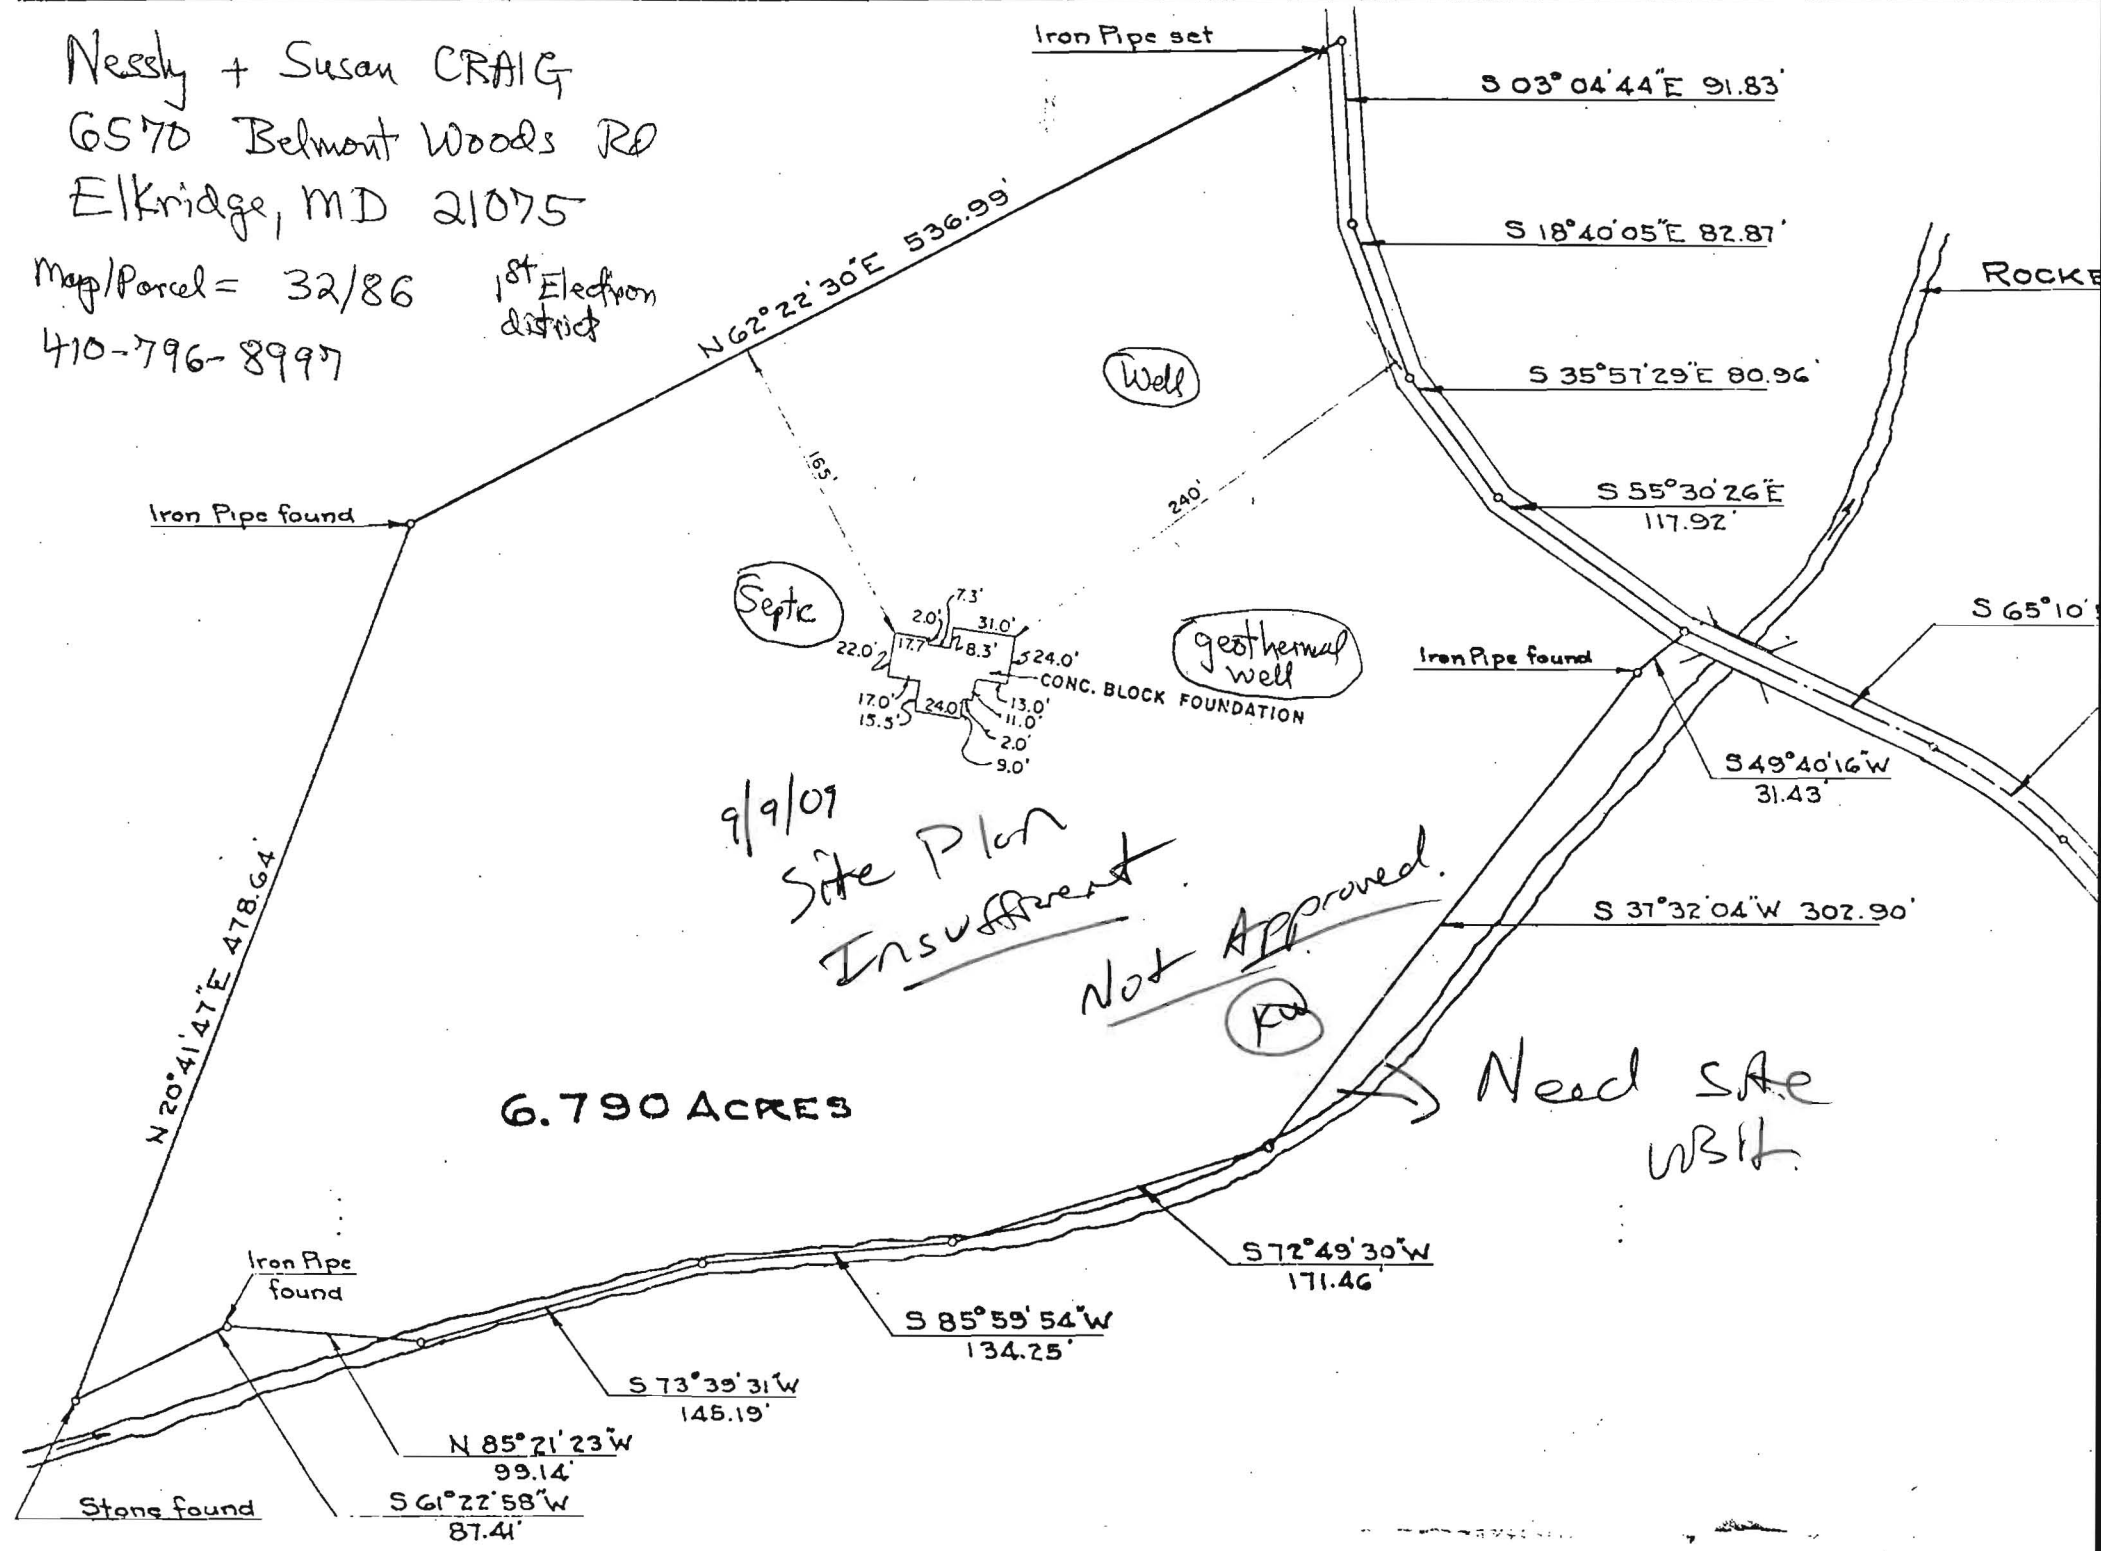 Nessly + Susan CRAIG
6570 Belmont Woods RD
Elkridge, MD 21075
Map/Parcel = 32/86 1st Election
district
410-796-8997
Iron Pipe set
S 03° 04' 44" E 91.83'
N 62° 22' 30" E 536.99'
S 18° 40' 05" E 82.87'
ROCKE
Well
S 35° 57' 29" E 80.96'
165'
240'
S 55° 30' 26" E
117.92'
Iron Pipe found
Septic
7.3'
2.0'
31.0'
17.7'
8.3'
22.0'
24.0'
geothermal
well
CONC. BLOCK FOUNDATION
17.0'
15.5'
24.0'
13.0'
11.0'
2.0'
9.0'
Iron Pipe found
S 65° 10'
S 49° 40' 16" W
31.43'
9/9/09
Site Plan
Insufficient.
Not Approved.
KW
S 37° 32' 04" W 302.90'
N 20° 41' 47" E 478.64'
6.790 ACRES
Need site
visit.
Iron Pipe
found
S 72° 49' 30" W
171.46'
S 85° 59' 54" W
134.25'
S 73° 39' 31" W
145.19'
N 85° 21' 23" W
99.14'
S 61° 22' 58" W
87.41'
Stone found